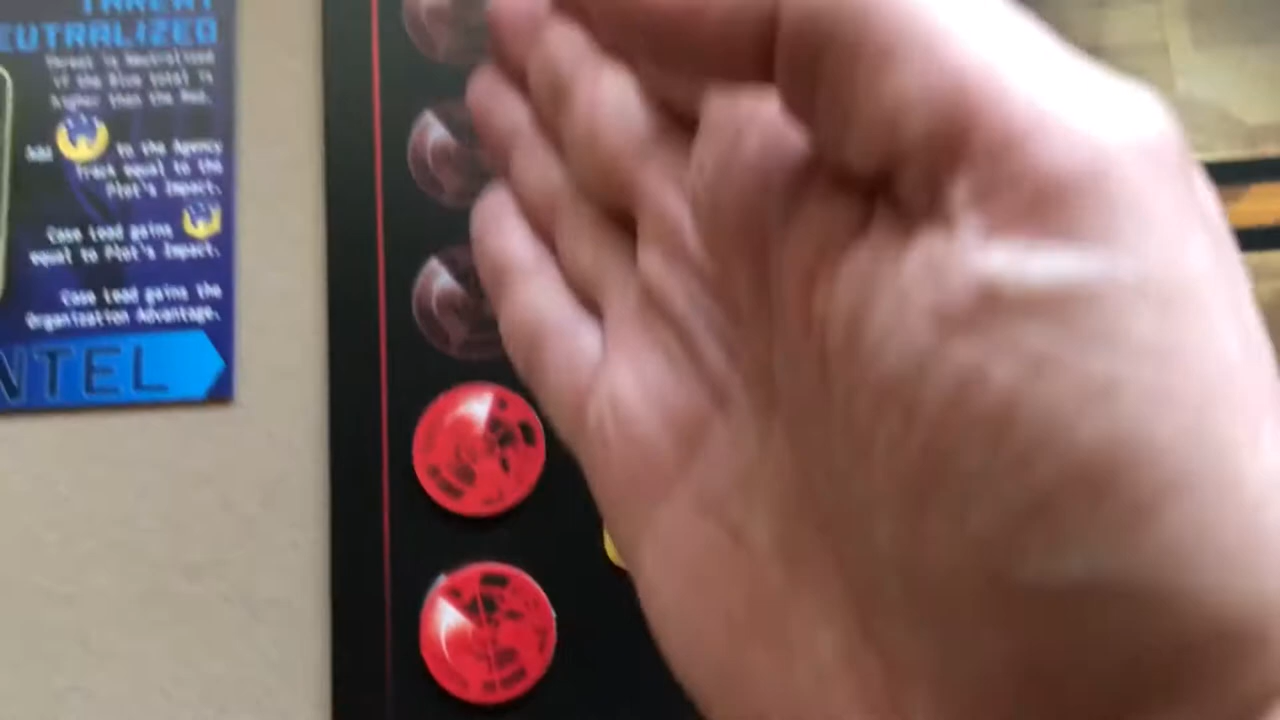 THREAT
EUTRALIZED
Threat is Neutralized
if the Blue total is
higher than the Red.
Add to the Agency
Track equal to the
Plot's Impact.
Case Lead gains
equal to Plot's Impact.
Case Lead gains the
Organization Advantage.
NTEL